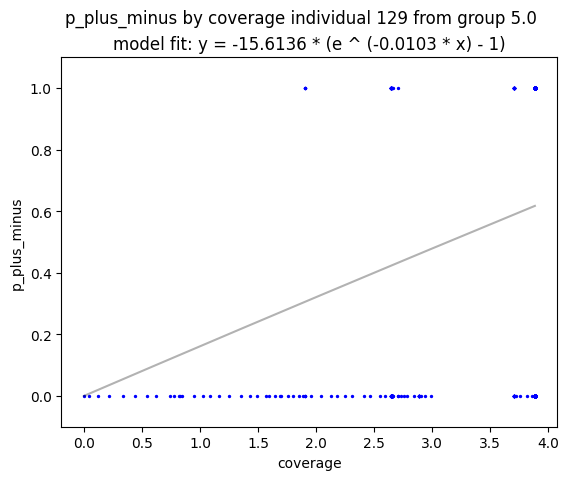 p_plus_minus by coverage individual 129 from group 5.0
model fit: y = -15.6136 * (e ^ (-0.0103 * x) - 1)
1.0
0.8
0.6
0.4
0.2
0.0
p_plus_minus
0.0 0.5 1.0 1.5 2.0 2.5 3.0 3.5 4.0
coverage